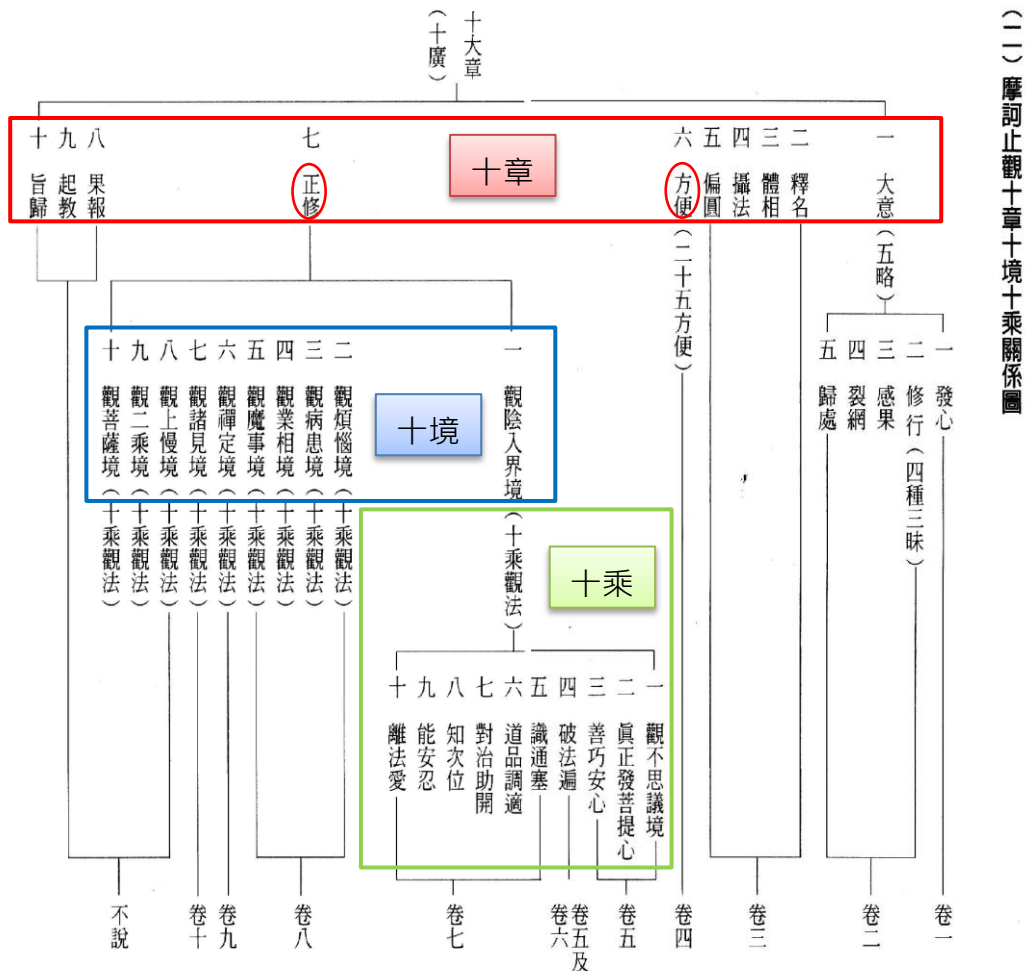 （二）摩訶止觀十章十境十乘關係圖
十大章
（十廣）
一　大意（五略）
二　釋名
三　體相
四　攝法
五　偏圓
六　方便（二十五方便）
十章
七　正修
八　果報
九　起教
十　旨歸
一　發心
二　修行（四種三昧）
三　感果
四　裂網
五　歸處
一　觀陰入界境（十乘觀法）
十境
二　觀煩惱境（十乘觀法）
三　觀病患境（十乘觀法）
四　觀業相境（十乘觀法）
五　觀魔事境（十乘觀法）
六　觀禪定境（十乘觀法）
七　觀諸見境（十乘觀法）
八　觀上慢境（十乘觀法）
九　觀二乘境（十乘觀法）
十　觀菩薩境（十乘觀法）
十乘
一　觀不思議境
二　眞正發菩提心
三　善巧安心
四　破法遍
五　識通塞
六　道品調適
七　對治助開
八　知次位
九　能安忍
十　離法愛
卷一
卷二
卷三
卷四
卷五
卷五及
卷六
卷七
卷八
卷九
卷十
不說